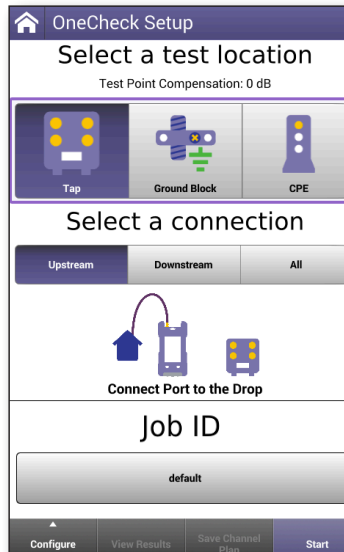 OneCheck Setup
Select a test location
Test Point Compensation: 0 dB
Tap
Ground Block
CPE
Select a connection
Upstream
Downstream
All
Connect Port to the Drop
Job ID
default
Configure
View Results
Save Channel
Plan
Start